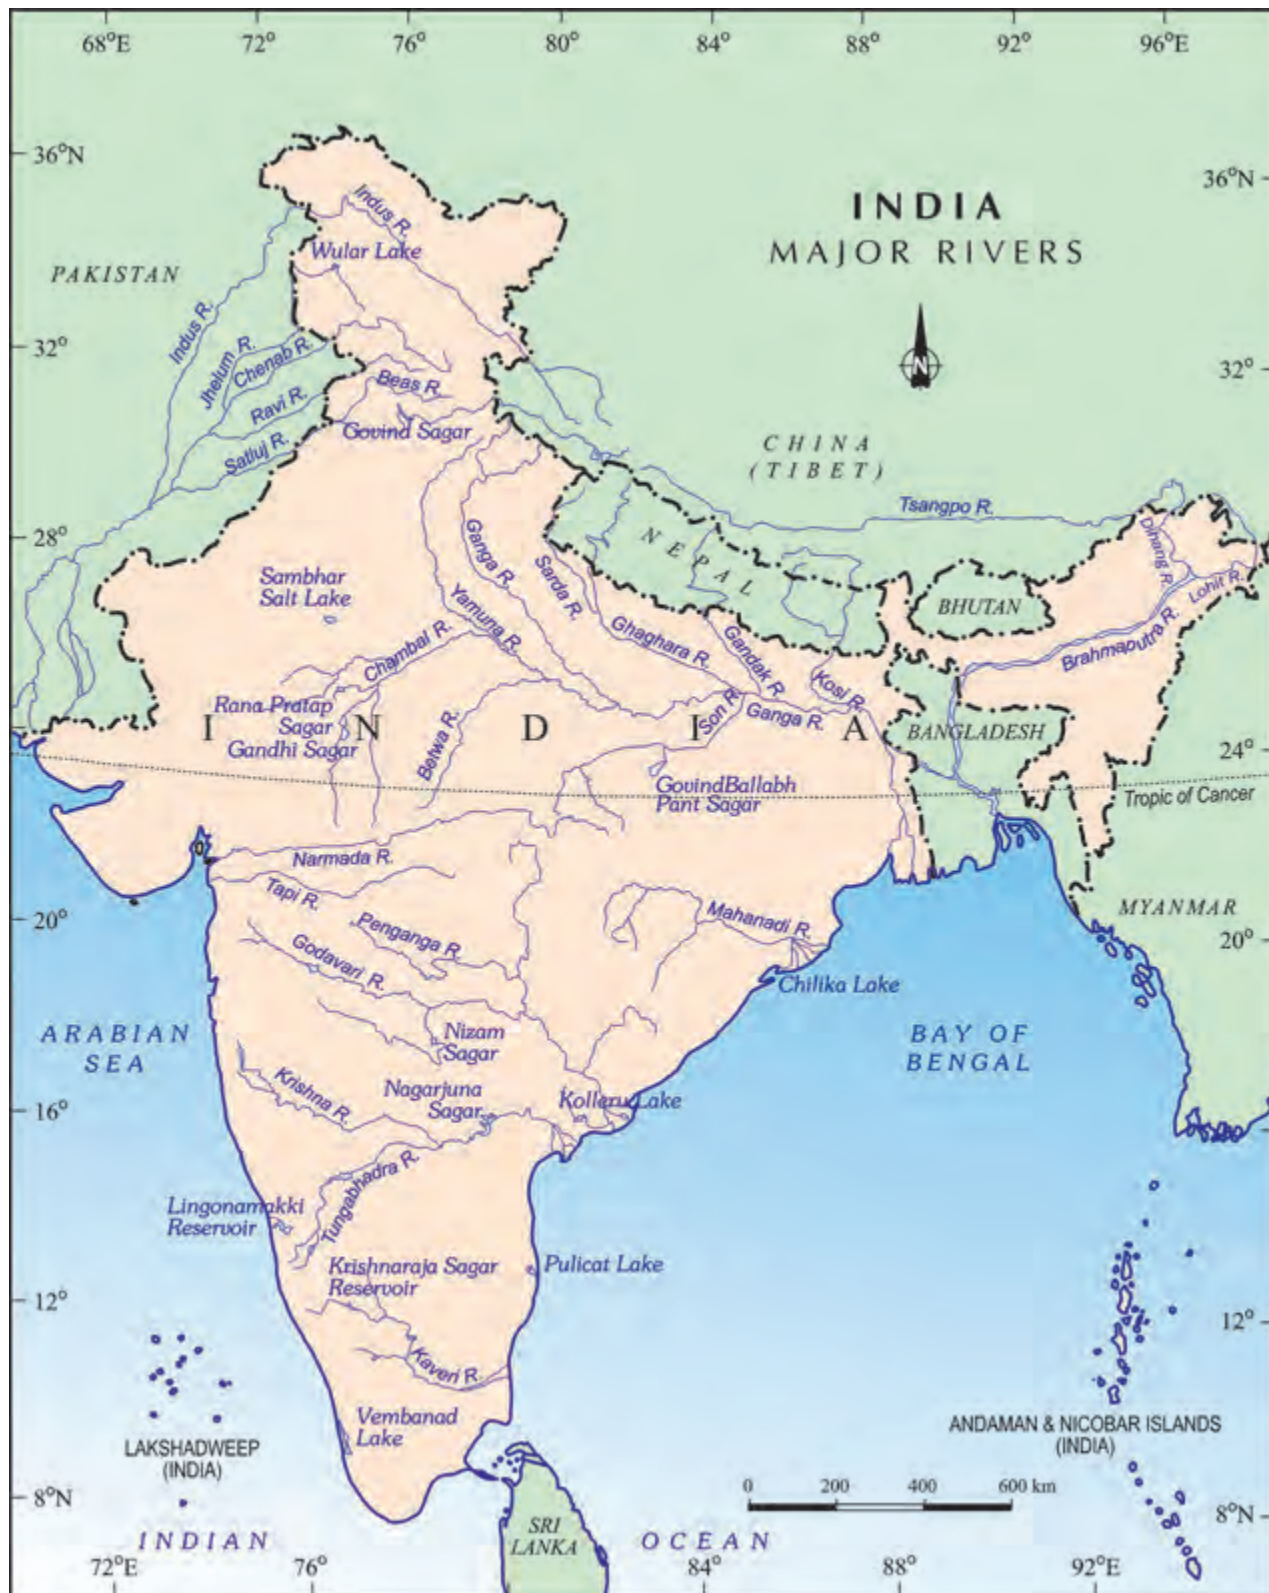 68°E 72° 76° 80° 84° 88° 92° 96°E
36°N
36°N
INDIA
MAJOR RIVERS
Indus R.
Wular Lake
PAKISTAN
N
Indus R.
Jhelum R.
Chenab R.
32°
32°
Beas R.
Ravi R.
Govind Sagar
Satluj R.
CHINA
(TIBET)
Tsangpo R.
28°
28°
Ganga R.
NEPAL
Dihang R.
Sarda R.
Lohit R.
Sambhar
Salt Lake
BHUTAN
Yamuna R.
Chambal R.
Ghaghara R.
Brahmaputra R.
Gandak R.
Kosi R.
Rana Pratap
Sagar
Gandhi Sagar
Son R.
Ganga R.
I N D I A
BANGLADESH
Betwa R.
24°
24°
GovindBallabh
Pant Sagar
Tropic of Cancer
Narmada R.
Tapi R.
Penganga R.
Mahanadi R.
MYANMAR
20°
20°
Godavari R.
Chilika Lake
ARABIAN
SEA
Nizam
Sagar
BAY OF
BENGAL
Krishna R.
Nagarjuna
Sagar
Kolleru Lake
16°
16°
Tungabhadra R.
Lingonamakki
Reservoir
Krishnaraja Sagar
Reservoir
Pulicat Lake
12°
12°
Kaveri R.
Vembanad
Lake
LAKSHADWEEP
(INDIA)
ANDAMAN & NICOBAR ISLANDS
(INDIA)
0 200 400 600 km
8°N
8°N
INDIAN OCEAN
SRI
LANKA
72°E 76° 84° 88° 92°E